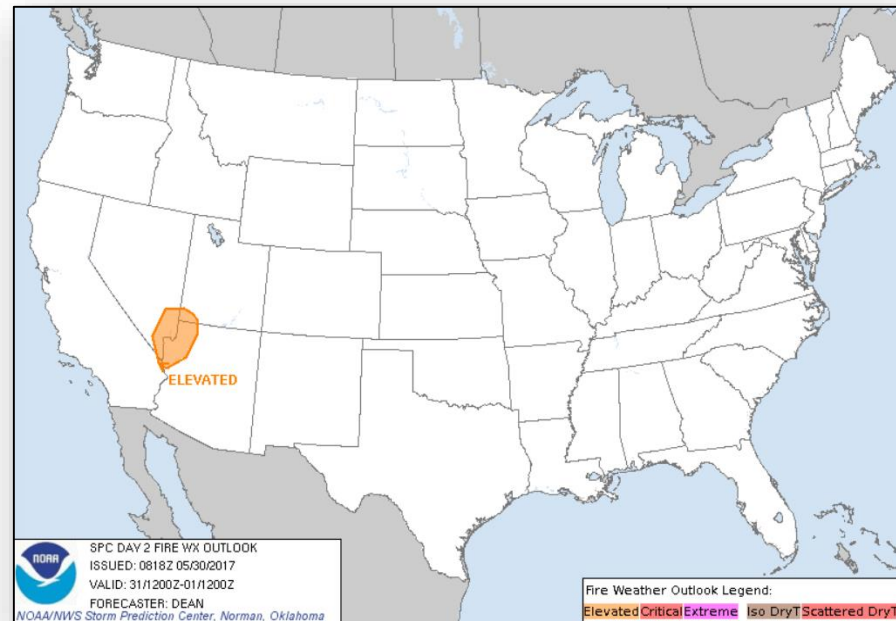 ELEVATED
NOAA
SPC DAY 2 FIRE WX OUTLOOK
ISSUED: 0818Z 05/30/2017
VALID: 31/1200Z-01/1200Z
FORECASTER: DEAN
NOAA/NWS Storm Prediction Center, Norman, Oklahoma
Fire Weather Outlook Legend:
Elevated Critical Extreme Iso DryT Scattered DryT